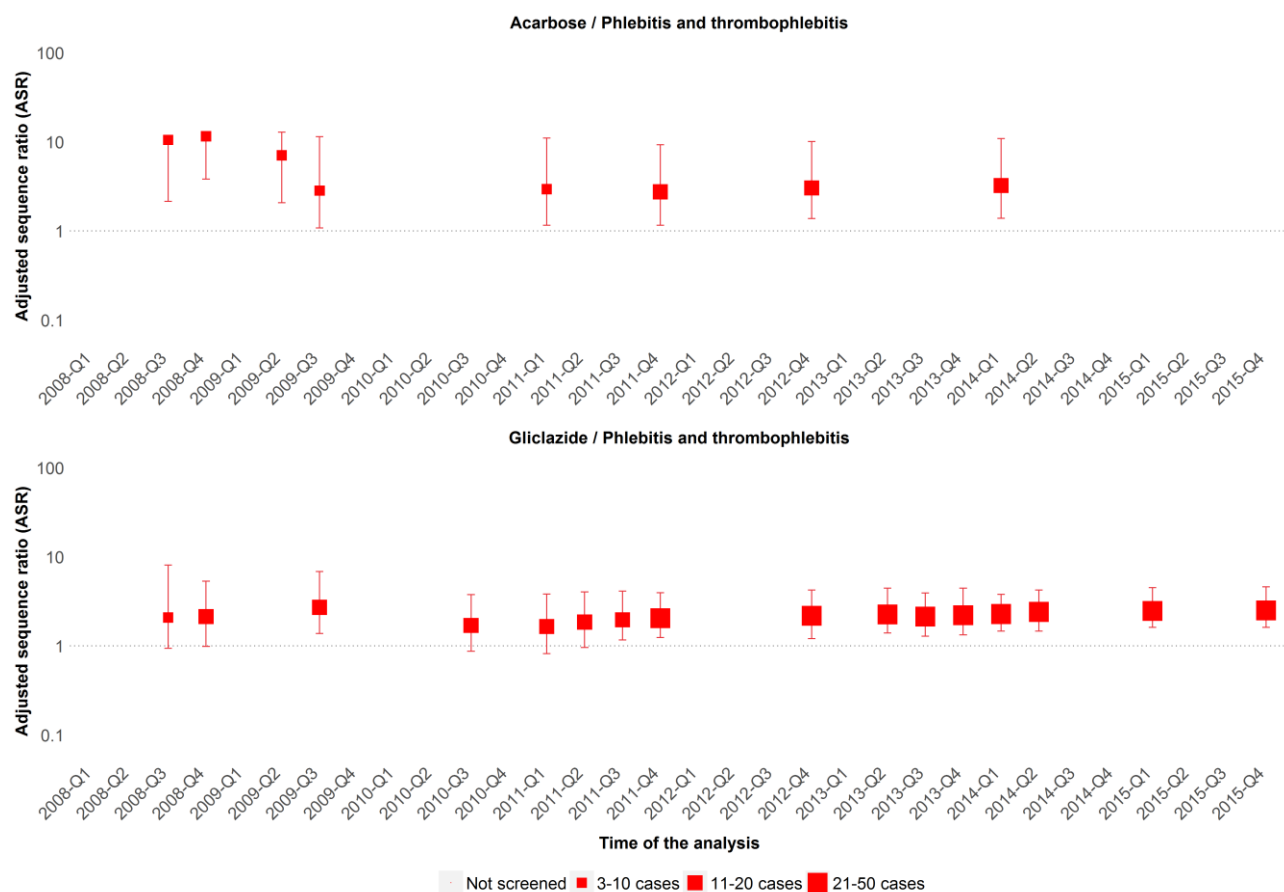 Acarbose / Phlebitis and thrombophlebitis
Adjusted sequence ratio (ASR)
100
10
1
0.1
2008-Q1 2008-Q2 2008-Q3 2008-Q4 2009-Q1 2009-Q2 2009-Q3 2009-Q4 2010-Q1 2010-Q2 2010-Q3 2010-Q4 2011-Q1 2011-Q2 2011-Q3 2011-Q4 2012-Q1 2012-Q2 2012-Q3 2012-Q4 2013-Q1 2013-Q2 2013-Q3 2013-Q4 2014-Q1 2014-Q2 2014-Q3 2014-Q4 2015-Q1 2015-Q2 2015-Q3 2015-Q4
Gliclazide / Phlebitis and thrombophlebitis
Adjusted sequence ratio (ASR)
100
10
1
0.1
2008-Q1 2008-Q2 2008-Q3 2008-Q4 2009-Q1 2009-Q2 2009-Q3 2009-Q4 2010-Q1 2010-Q2 2010-Q3 2010-Q4 2011-Q1 2011-Q2 2011-Q3 2011-Q4 2012-Q1 2012-Q2 2012-Q3 2012-Q4 2013-Q1 2013-Q2 2013-Q3 2013-Q4 2014-Q1 2014-Q2 2014-Q3 2014-Q4 2015-Q1 2015-Q2 2015-Q3 2015-Q4
Time of the analysis
Not screened 3-10 cases 11-20 cases 21-50 cases